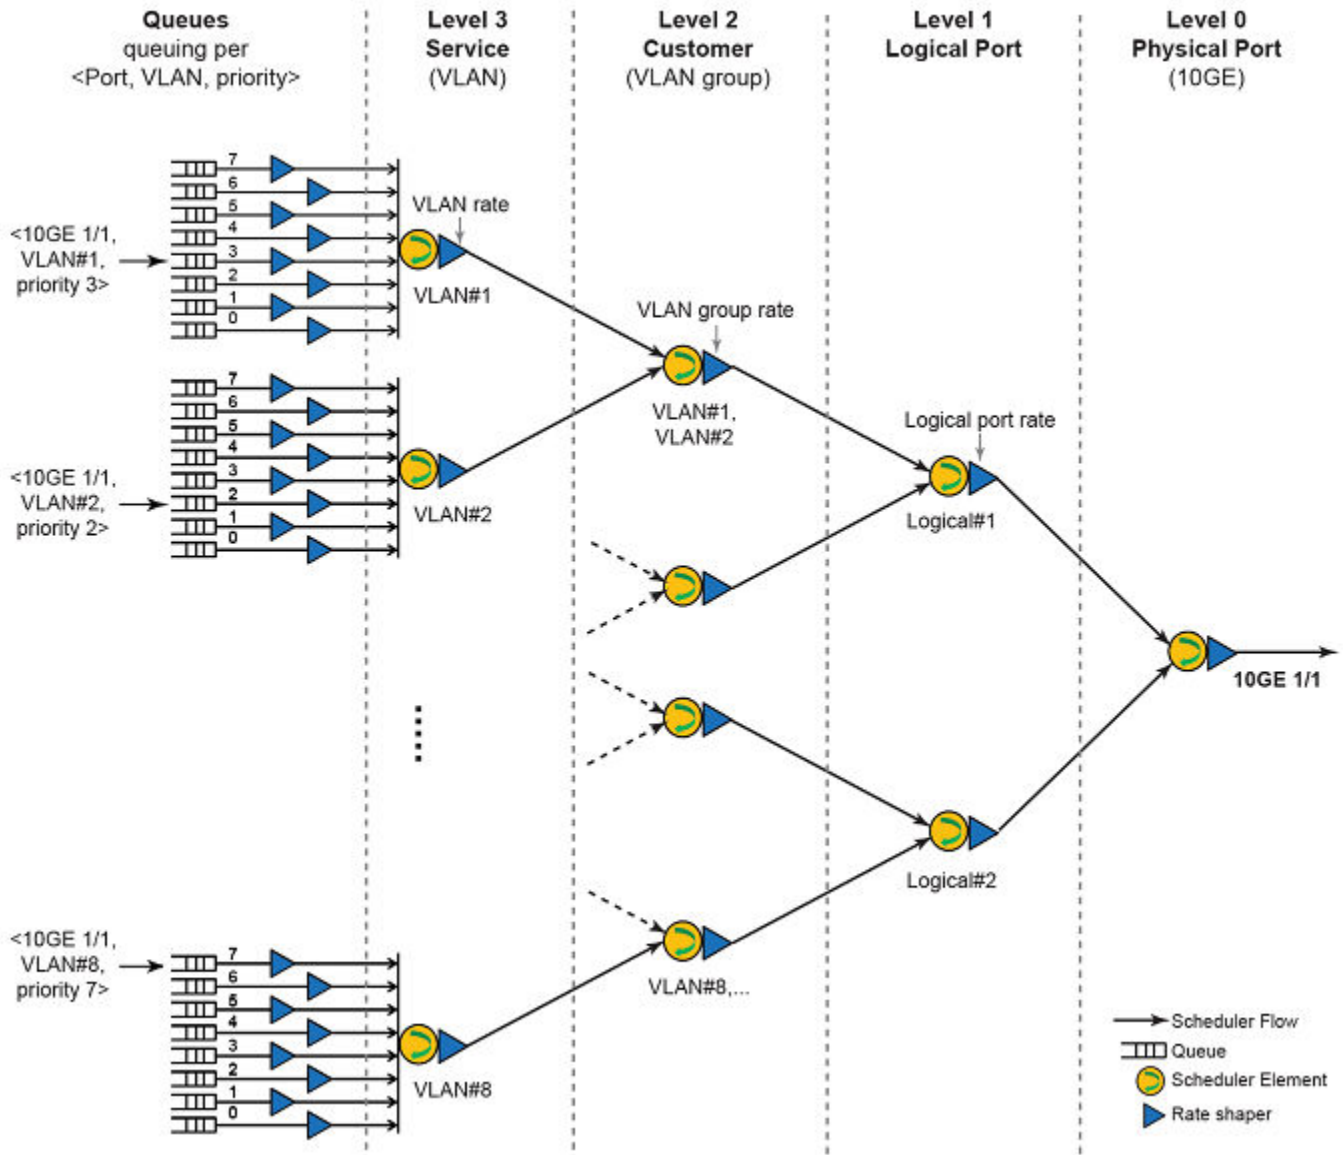 Queues
queuing per
<Port, VLAN, priority>
Level 3
Service
(VLAN)
Level 2
Customer
(VLAN group)
Level 1
Logical Port
Level 0
Physical Port
(10GE)
<10GE 1/1,
VLAN#1,
priority 3>
7
6
5
4
3
2
1
0
VLAN rate
VLAN#1
VLAN group rate
VLAN#1,
VLAN#2
<10GE 1/1,
VLAN#2,
priority 2>
7
6
5
4
3
2
1
0
VLAN#2
Logical port rate
Logical#1
10GE 1/1
Logical#2
<10GE 1/1,
VLAN#8,
priority 7>
7
6
5
4
3
2
1
0
VLAN#8
VLAN#8,...
Scheduler Flow
Queue
Scheduler Element
Rate shaper